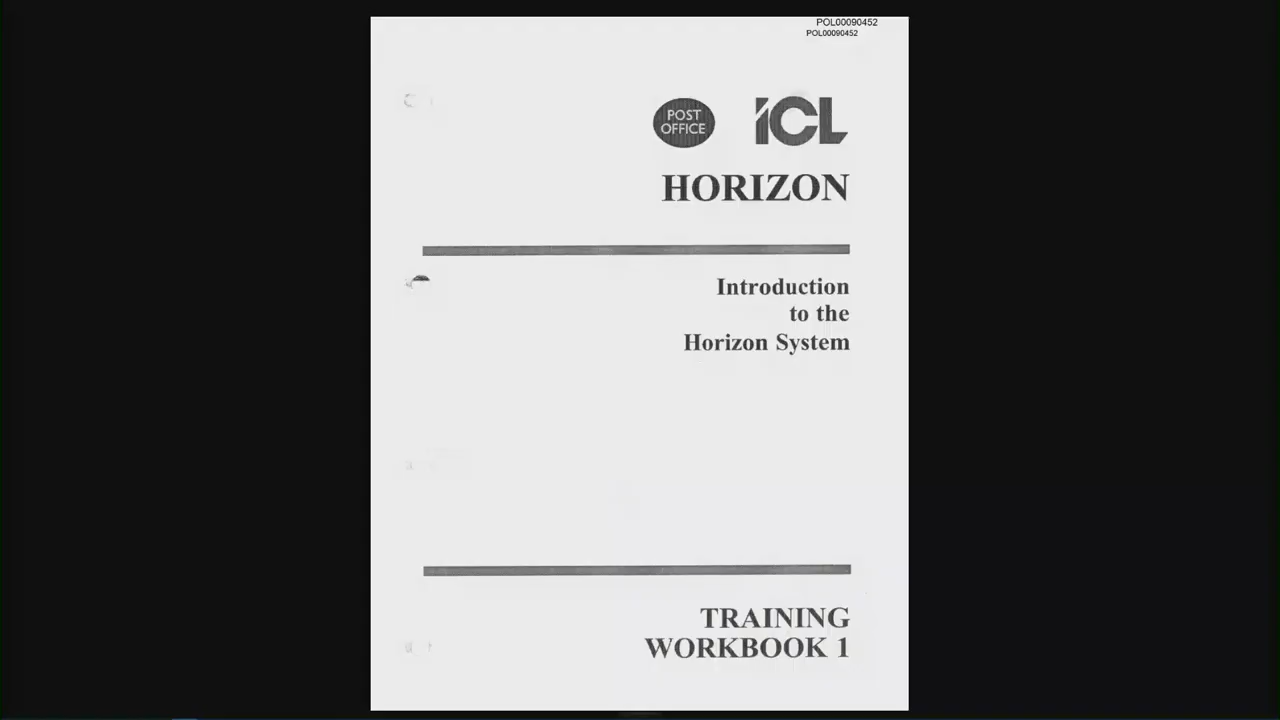 POL00090452
POL00090452
POST
OFFICE
ICL
HORIZON
Introduction
to the
Horizon System
TRAINING
WORKBOOK 1